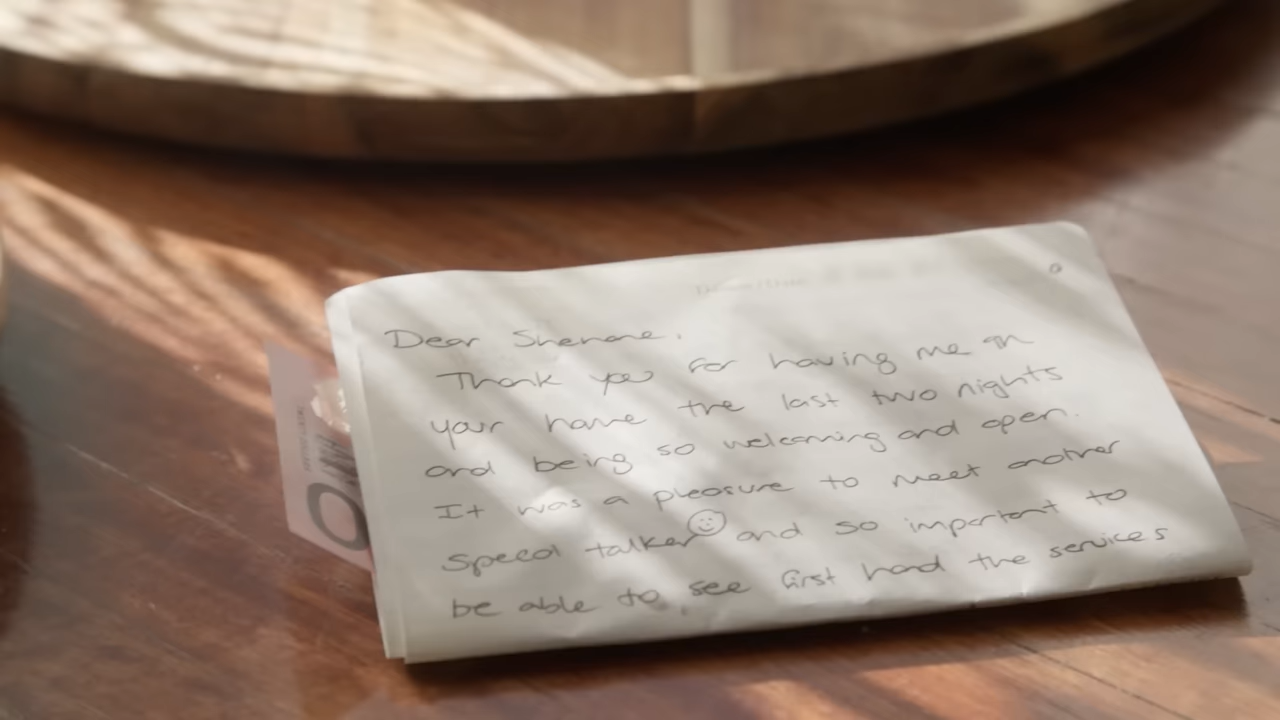 Dear Shenane,
Thank you for having me in
your home the last two nights
and being so welcoming and open.
It was a pleasure to meet another
speed talker and so important to
be able to see first had the services